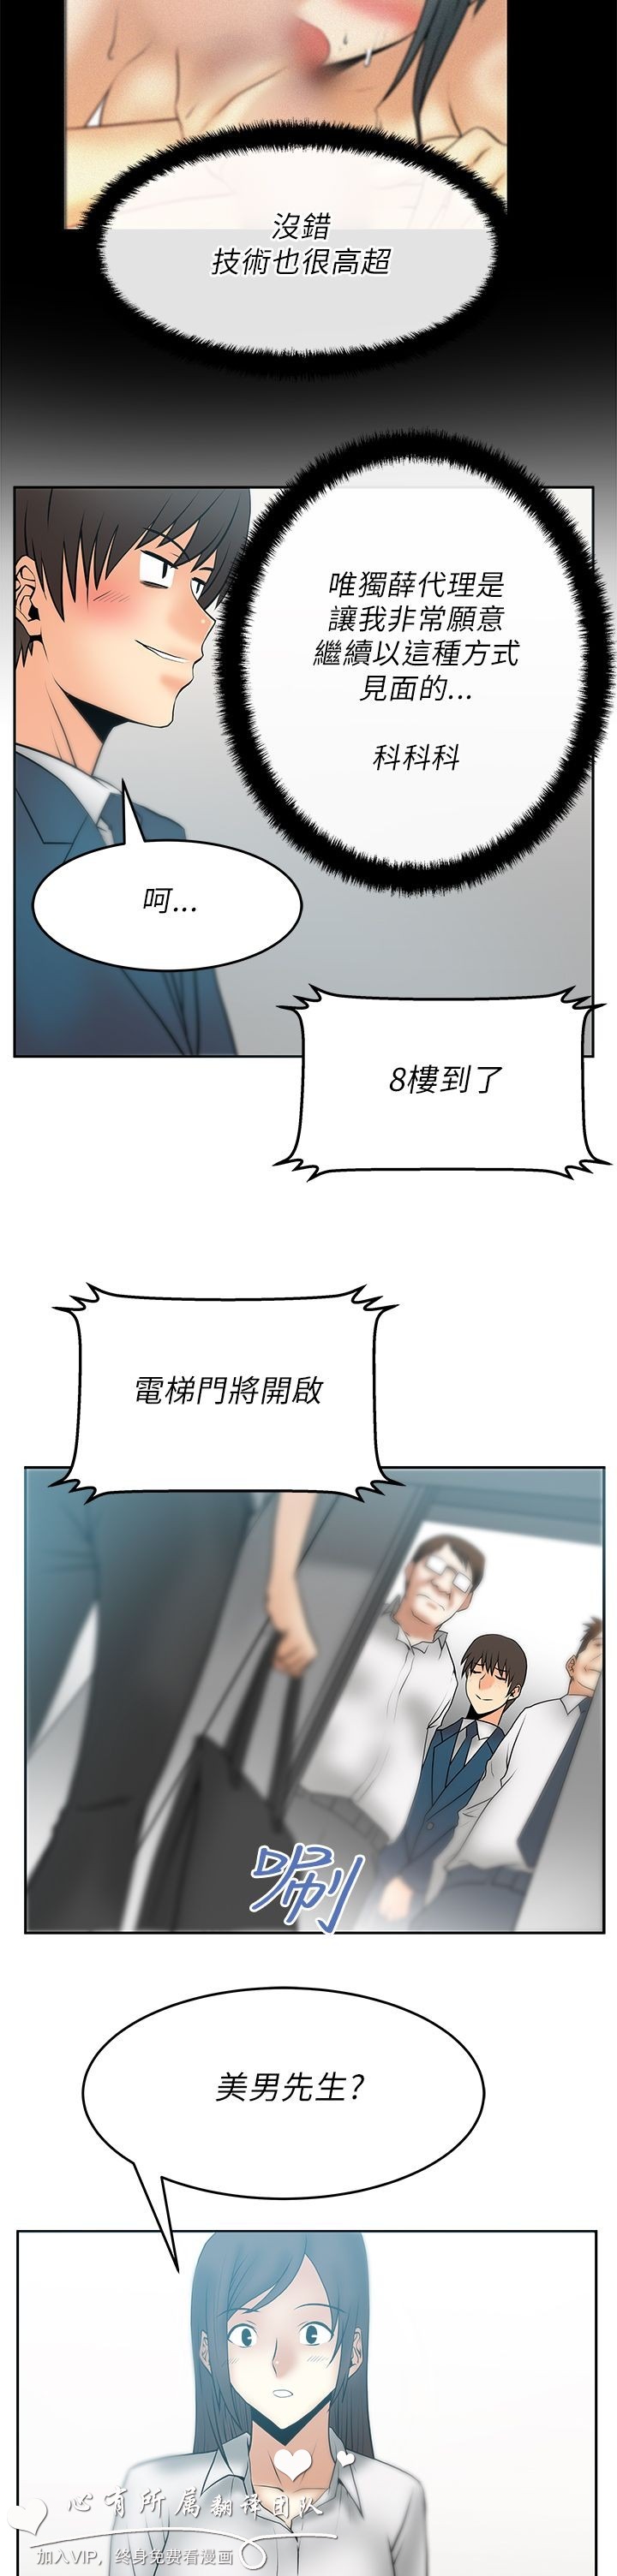 沒錯
技術也很高超
唯獨薛代理是
讓我非常願意
繼續以這種方式
見面的...
科科科
呵...
8樓到了
電梯門將開啟
唰
美男先生?
心有所属翻译团队
加入VIP，终身免费看漫画